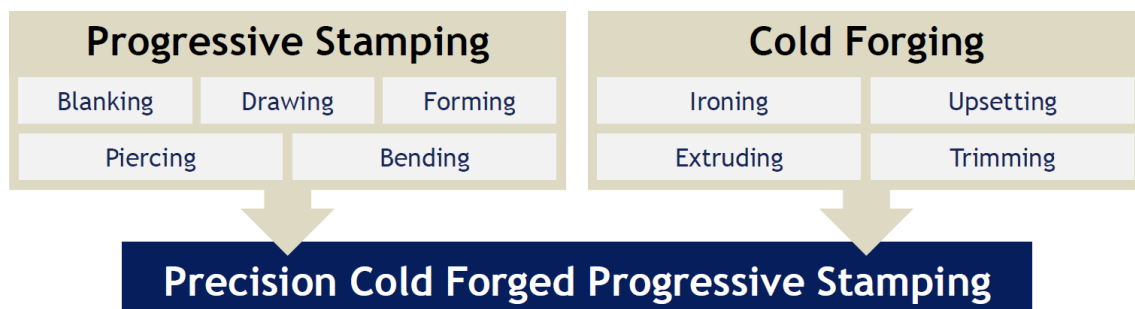 Progressive Stamping
Blanking
Drawing
Forming
Piercing
Bending
Cold Forging
Ironing
Upsetting
Extruding
Trimming
Precision Cold Forged Progressive Stamping